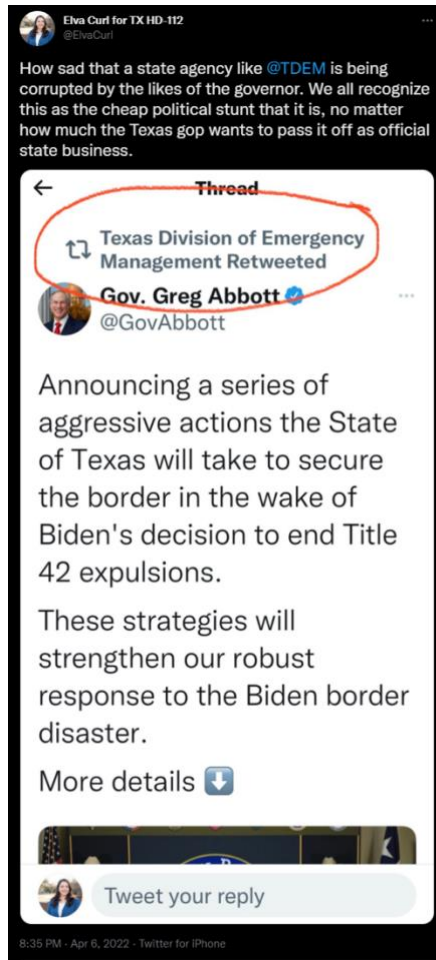 Elva Curl for TX HD-112
@ElvaCurl
How sad that a state agency like @TDEM is being
corrupted by the likes of the governor. We all recognize
this as the cheap political stunt that it is, no matter
how much the Texas gop wants to pass it off as official
state business.
Thread
Texas Division of Emergency
Management Retweeted
Gov. Greg Abbott
@GovAbbott
Announcing a series of
aggressive actions the State
of Texas will take to secure
the border in the wake of
Biden's decision to end Title
42 expulsions.
These strategies will
strengthen our robust
response to the Biden border
disaster.
More details ⬇️
Tweet your reply
8:35 PM · Apr 6, 2022 · Twitter for iPhone